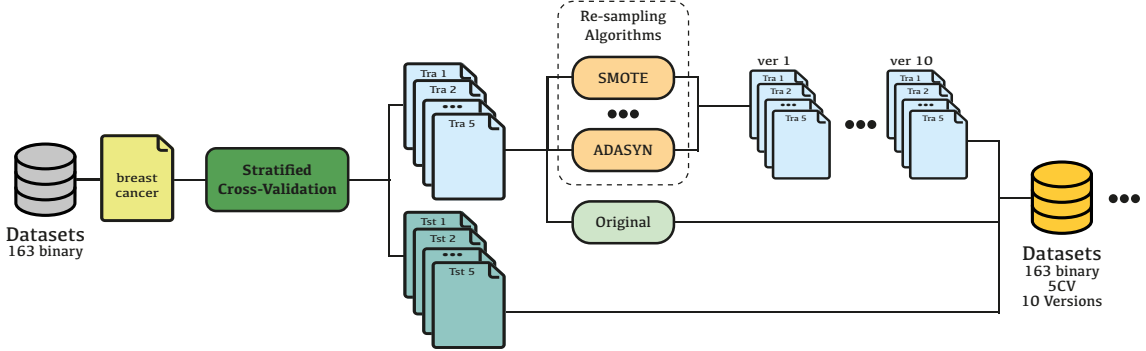 Datasets
163 binary
breast
cancer
Stratified
Cross-Validation
Tra 1
Tra 2
•••
Tra 5
Tst 1
Tst 2
•••
Tst 5
Re-sampling
Algorithms
SMOTE
•••
ADASYN
Original
ver 1
Tra 1
Tra 2
•••
Tra 5
•••
ver 10
Tra 1
Tra 2
•••
Tra 5
Datasets
163 binary
5CV
10 Versions
•••